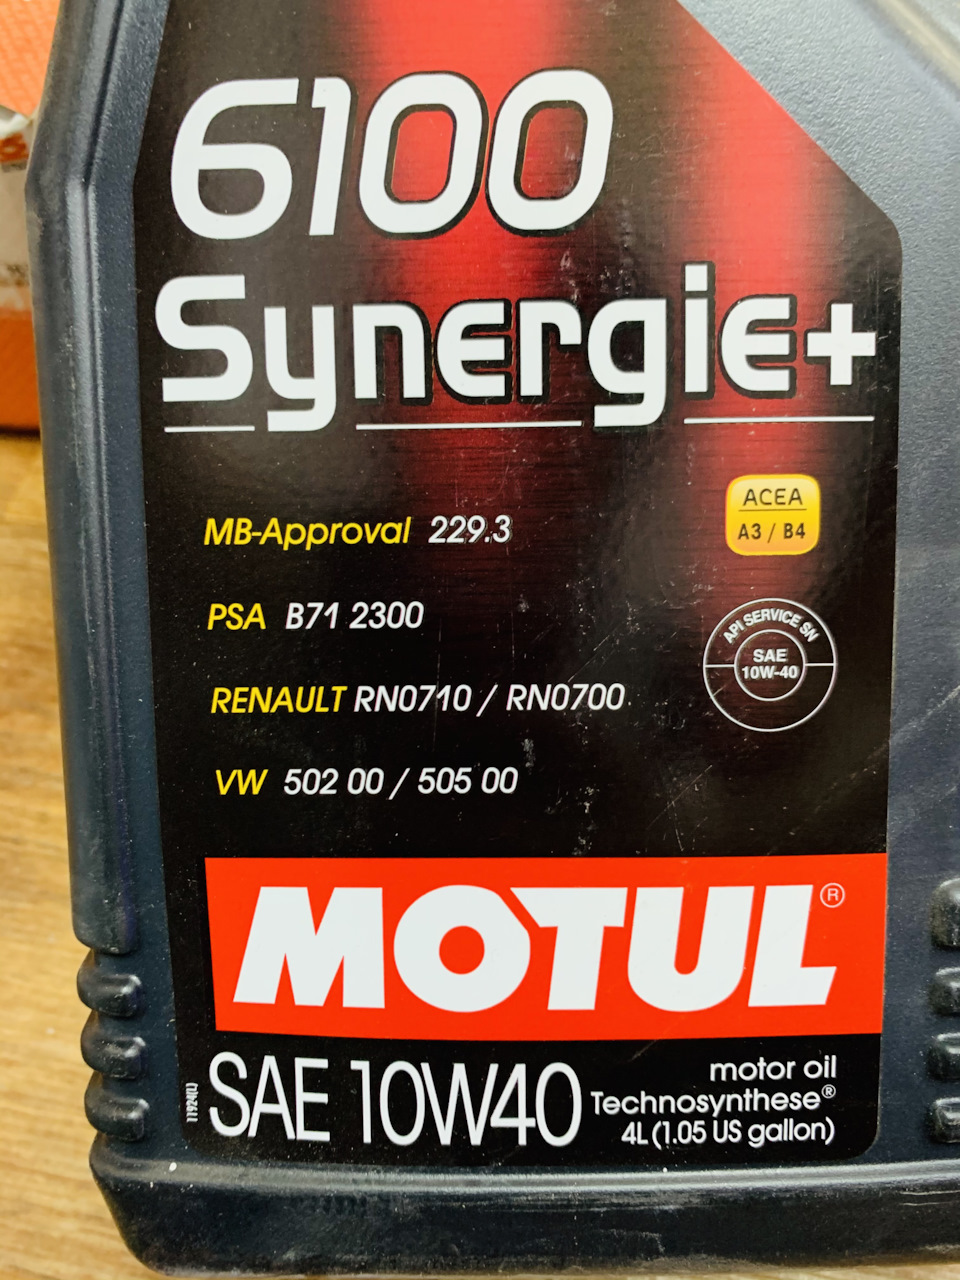 6100
Synergie+
MB-Approval 229.3
ACEA
A3 / B4
PSA B71 2300
API SERVICE SN
SAE
10W-40
RENAULT RN0710 / RN0700
VW 502 00 / 505 00
MOTUL®
SAE 10W40
motor oil
Technosynthese®
4L (1.05 US gallon)
11924(L)